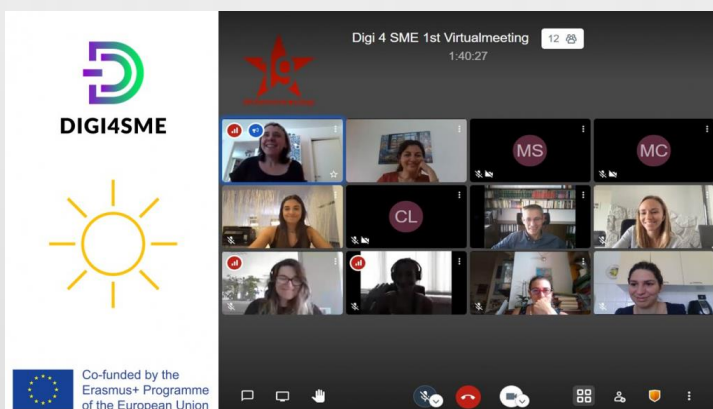 DIGI4SME
Co-funded by the
Erasmus+ Programme
of the European Union
Digi 4 SME 1st Virtualmeeting
12
1:40:27
MS
MC
CL